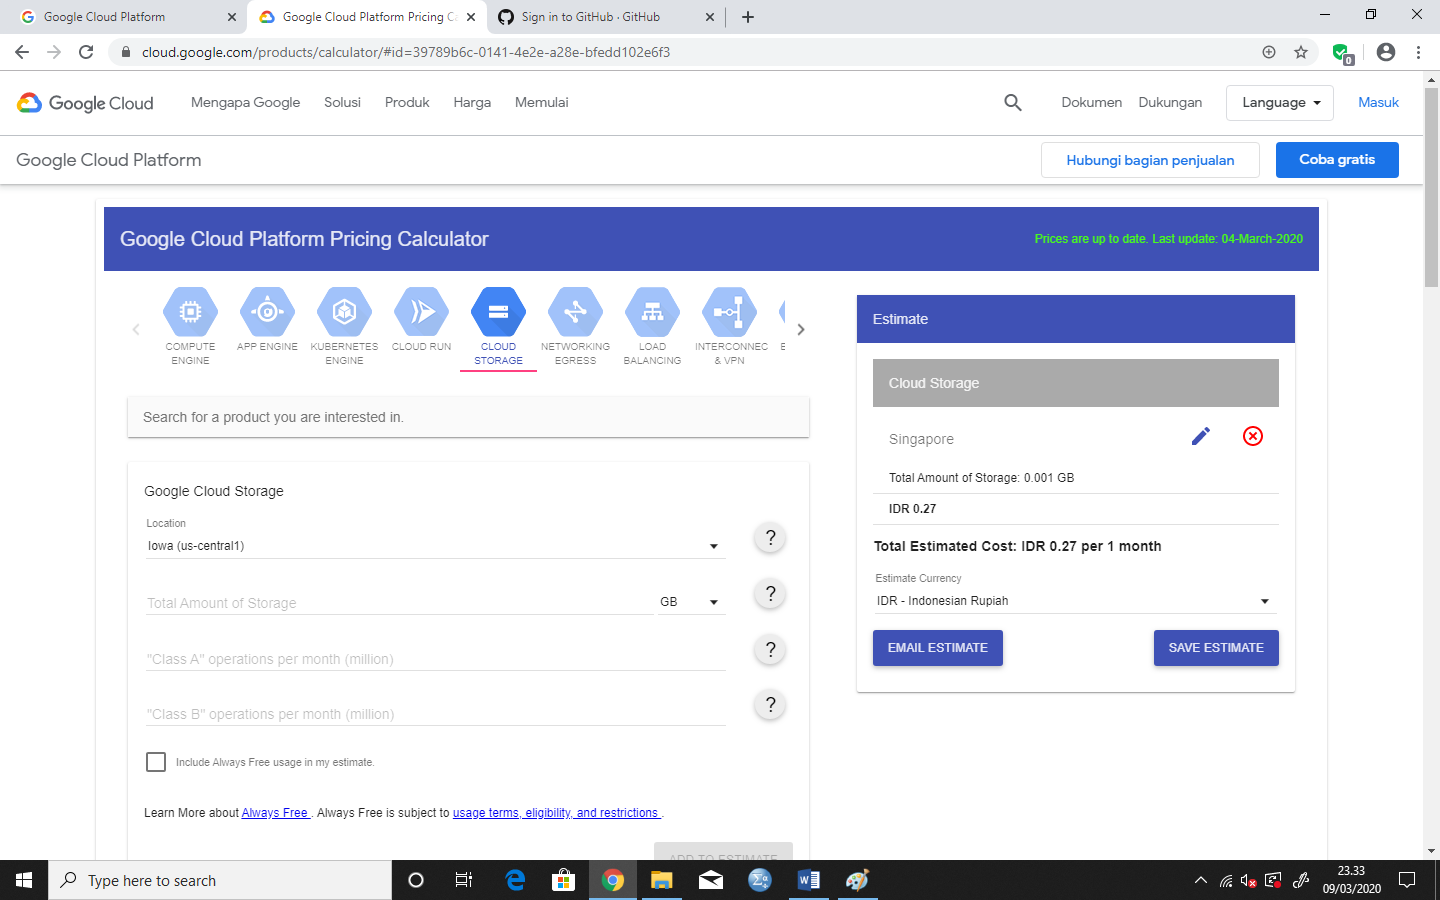 Google Cloud Platform
Google Cloud Platform Pricing Ca
Sign in to GitHub · GitHub
cloud.google.com/products/calculator/#id=39789b6c-0141-4e2e-a28e-bfedd102e6f3
0
Google Cloud
Mengapa Google
Solusi
Produk
Harga
Memulai
Dokumen
Dukungan
Language
Masuk
Google Cloud Platform
Hubungi bagian penjualan
Coba gratis
Google Cloud Platform Pricing Calculator
Prices are up to date. Last update: 04-March-2020
COMPUTE ENGINE
APP ENGINE
KUBERNETES ENGINE
CLOUD RUN
CLOUD STORAGE
NETWORKING EGRESS
LOAD BALANCING
INTERCONNEC & VPN
Search for a product you are interested in.
Google Cloud Storage
Location
Iowa (us-central1)
?
Total Amount of Storage
GB
?
"Class A" operations per month (million)
?
"Class B" operations per month (million)
?
Include Always Free usage in my estimate.
Learn More about Always Free . Always Free is subject to usage terms, eligibility, and restrictions .
ADD TO ESTIMATE
Estimate
Cloud Storage
Singapore
Total Amount of Storage: 0.001 GB
IDR 0.27
Total Estimated Cost: IDR 0.27 per 1 month
Estimate Currency
IDR - Indonesian Rupiah
EMAIL ESTIMATE
SAVE ESTIMATE
Type here to search
23.33
09/03/2020